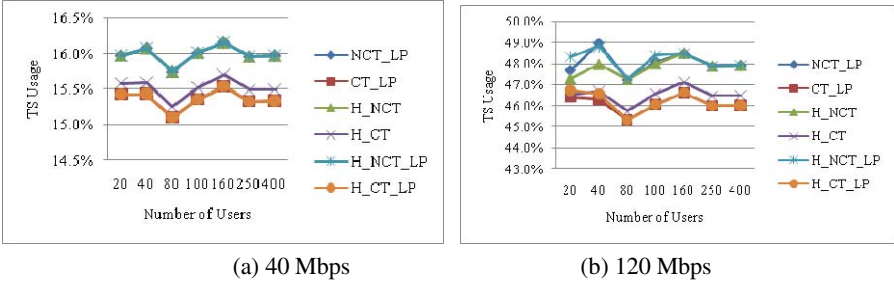 16.5%
16.0%
15.5%
15.0%
14.5%
TS Usage
20 40 80 100 160 250 400
Number of Users
NCT_LP
CT_LP
H_NCT
H_CT
H_NCT_LP
H_CT_LP
(a) 40 Mbps
50.0%
49.0%
48.0%
47.0%
46.0%
45.0%
44.0%
43.0%
TS Usage
20 40 80 100 160 250 400
Number of Users
NCT_LP
CT_LP
H_NCT
H_CT
H_NCT_LP
H_CT_LP
(b) 120 Mbps